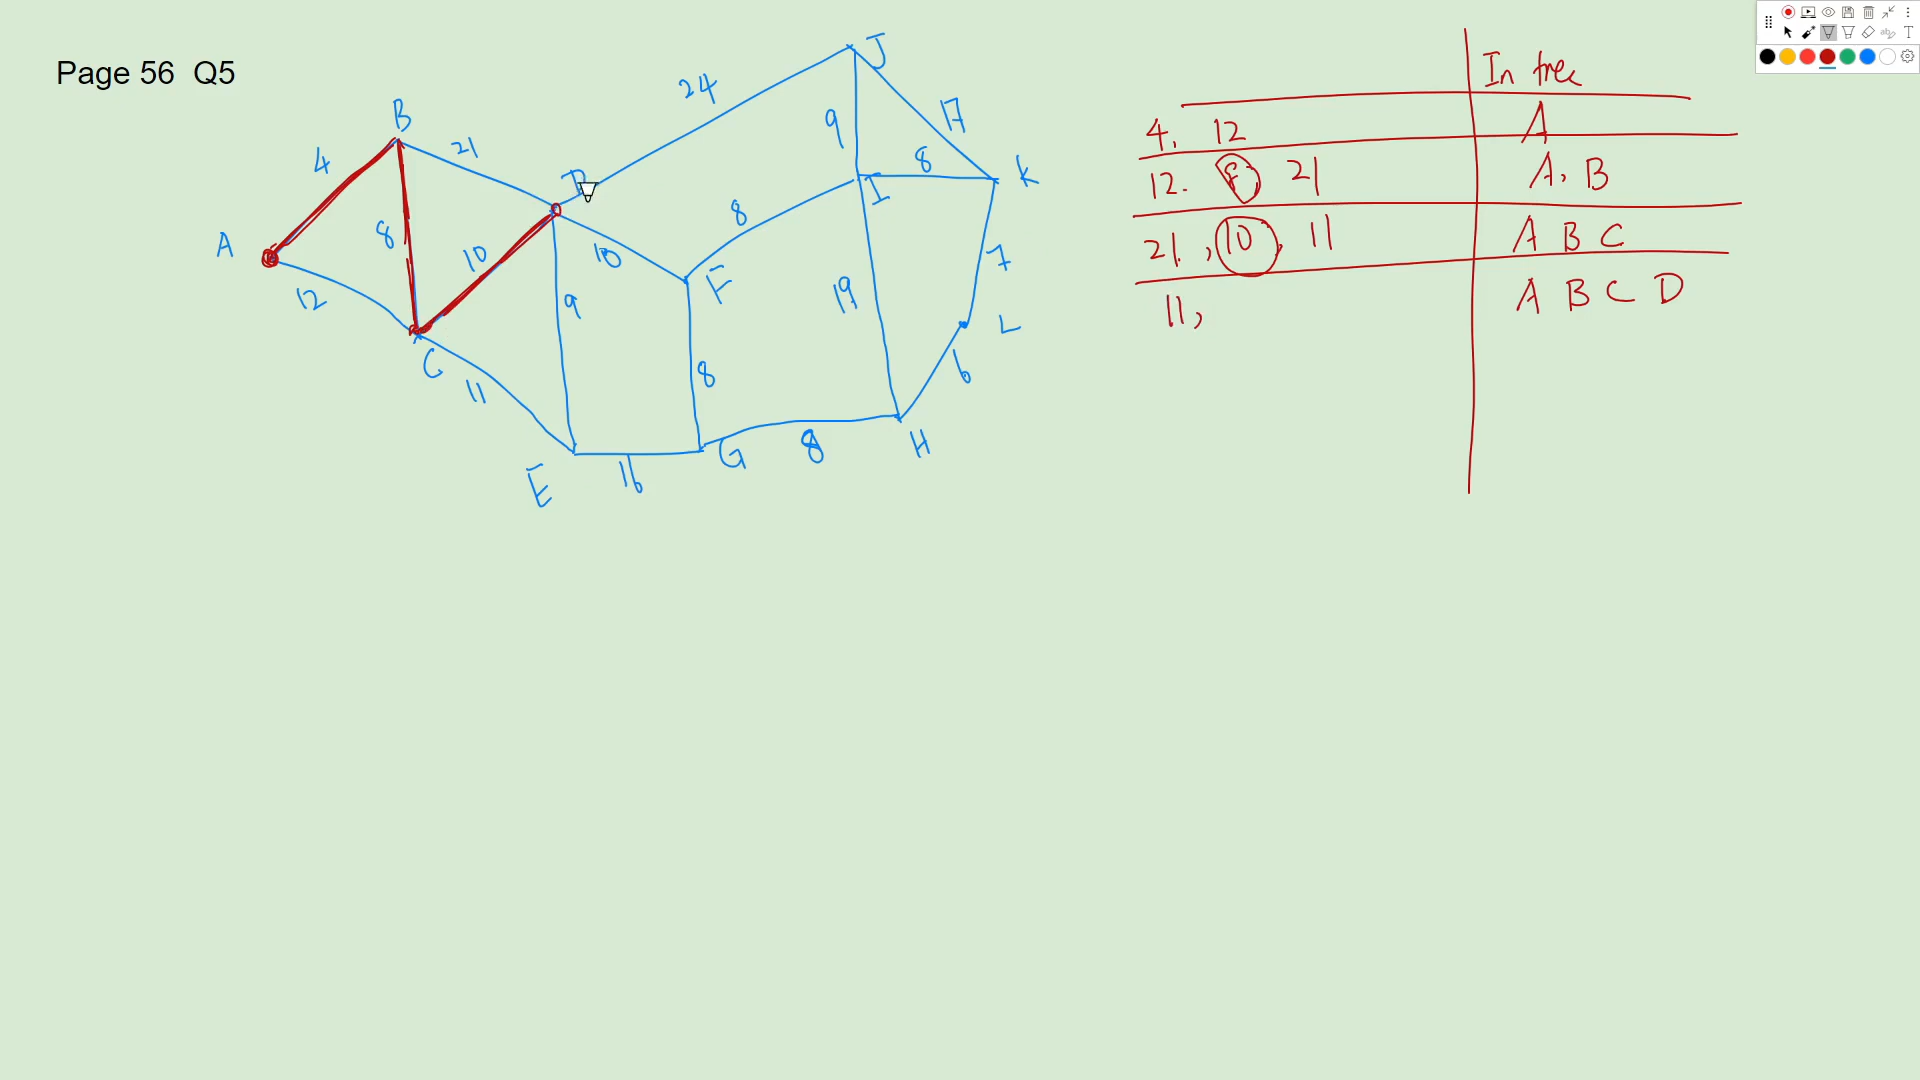 Page 56 Q5
J
24
In tree
B
17
A
4, 12
9
21
4
8
D
K
12. 8, 21
A, B
I
8
A
8
10
10
21, 10, 11
A B C
7
12
F
9
19
11,
A B C D
L
C
11
8
6
G
8
H
E
16